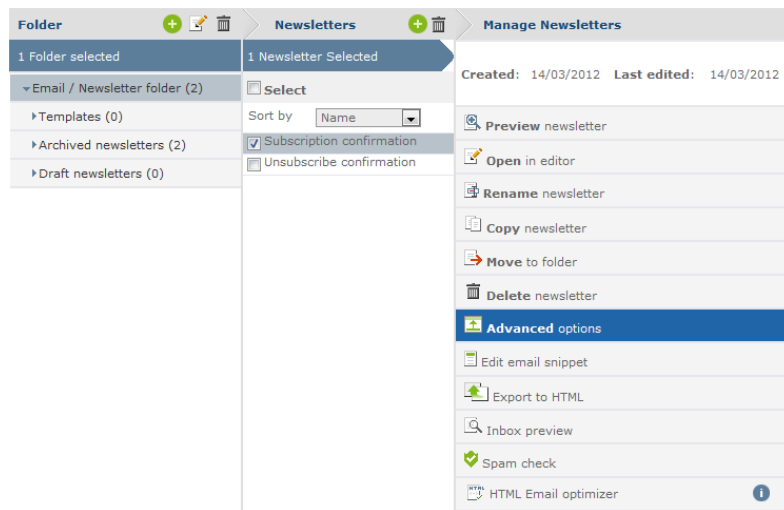 Folder
1 Folder selected
Email / Newsletter folder (2)
Templates (0)
Archived newsletters (2)
Draft newsletters (0)
Newsletters
1 Newsletter Selected
Select
Sort by Name
Subscription confirmation
Unsubscribe confirmation
Manage Newsletters
Created: 14/03/2012 Last edited: 14/03/2012
Preview newsletter
Open in editor
Rename newsletter
Copy newsletter
Move to folder
Delete newsletter
Advanced options
Edit email snippet
Export to HTML
Inbox preview
Spam check
HTML Email optimizer